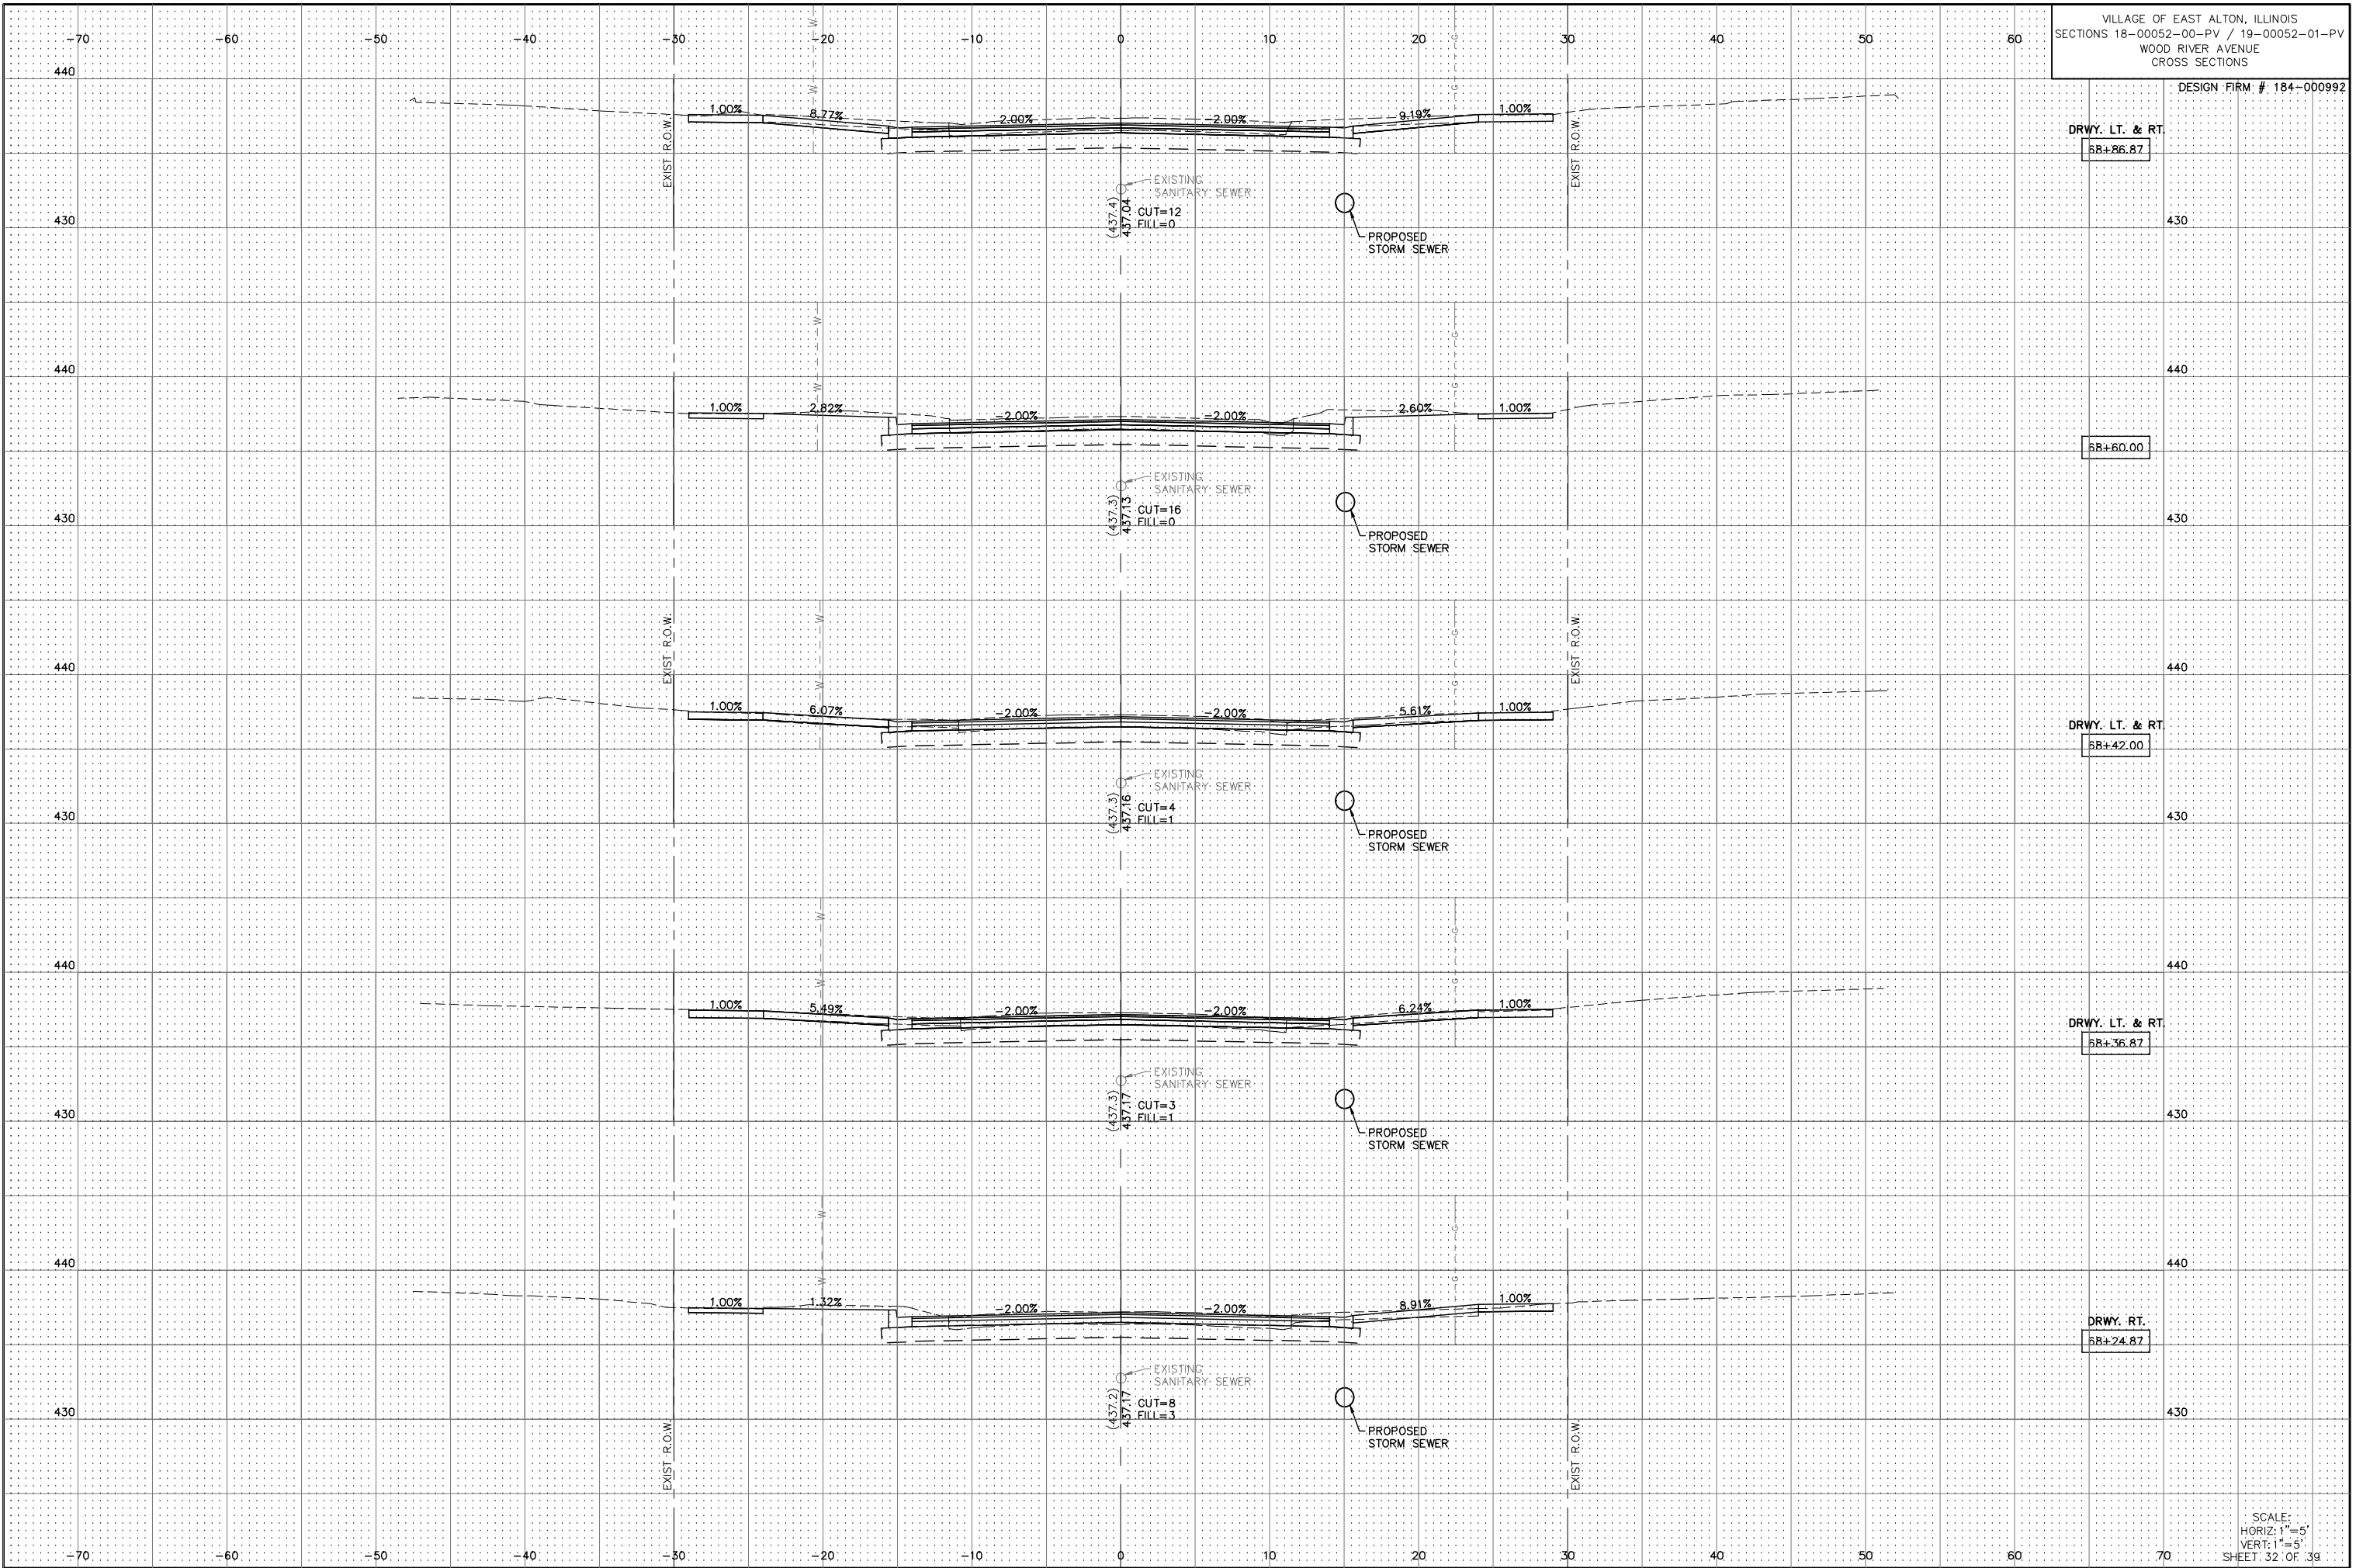 VILLAGE OF EAST ALTON, ILLINOIS
SECTIONS 18-00052-00-PV / 19-00052-01-PV
WOOD RIVER AVENUE
CROSS SECTIONS
DESIGN FIRM # 184-000992
-70 -60 -50 -40 -30 -20 -10 0 10 20 30 40 50 60
440
W
W
G
G
1.00% 8.77% 2.00% -2.00% 9.19% 1.00%
EXIST R.O.W.
EXIST R.O.W.
DRWY. LT. & RT.
68+86.87
EXISTING
SANITARY SEWER
(437.4)
437.04
CUT=12
FILL=0
430
430
PROPOSED
STORM SEWER
W
G
440
440
W
G
1.00% 2.82% -2.00% -2.00% 2.60% 1.00%
68+60.00
EXISTING
SANITARY SEWER
(437.3)
437.13
CUT=16
FILL=0
430
430
PROPOSED
STORM SEWER
W
G
EXIST R.O.W.
EXIST R.O.W.
440
440
W
G
1.00% 6.07% -2.00% -2.00% 5.61% 1.00%
DRWY. LT. & RT.
68+42.00
EXISTING
SANITARY SEWER
(437.3)
437.16
CUT=4
FILL=1
430
430
PROPOSED
STORM SEWER
W
G
440
440
W
G
1.00% 5.49% -2.00% -2.00% 6.24% 1.00%
DRWY. LT. & RT.
68+36.87
EXISTING
SANITARY SEWER
(437.3)
437.17
CUT=3
FILL=1
430
430
PROPOSED
STORM SEWER
W
G
440
440
W
G
1.00% 1.32% -2.00% -2.00% 8.91% 1.00%
DRWY. RT.
68+24.87
EXISTING
SANITARY SEWER
(437.2)
437.17
CUT=8
FILL=3
430
430
PROPOSED
STORM SEWER
EXIST R.O.W.
EXIST R.O.W.
-70 -60 -50 -40 -30 -20 -10 0 10 20 30 40 50 60 70
SCALE:
HORIZ: 1"=5'
VERT: 1"=5'
SHEET 32 OF 39